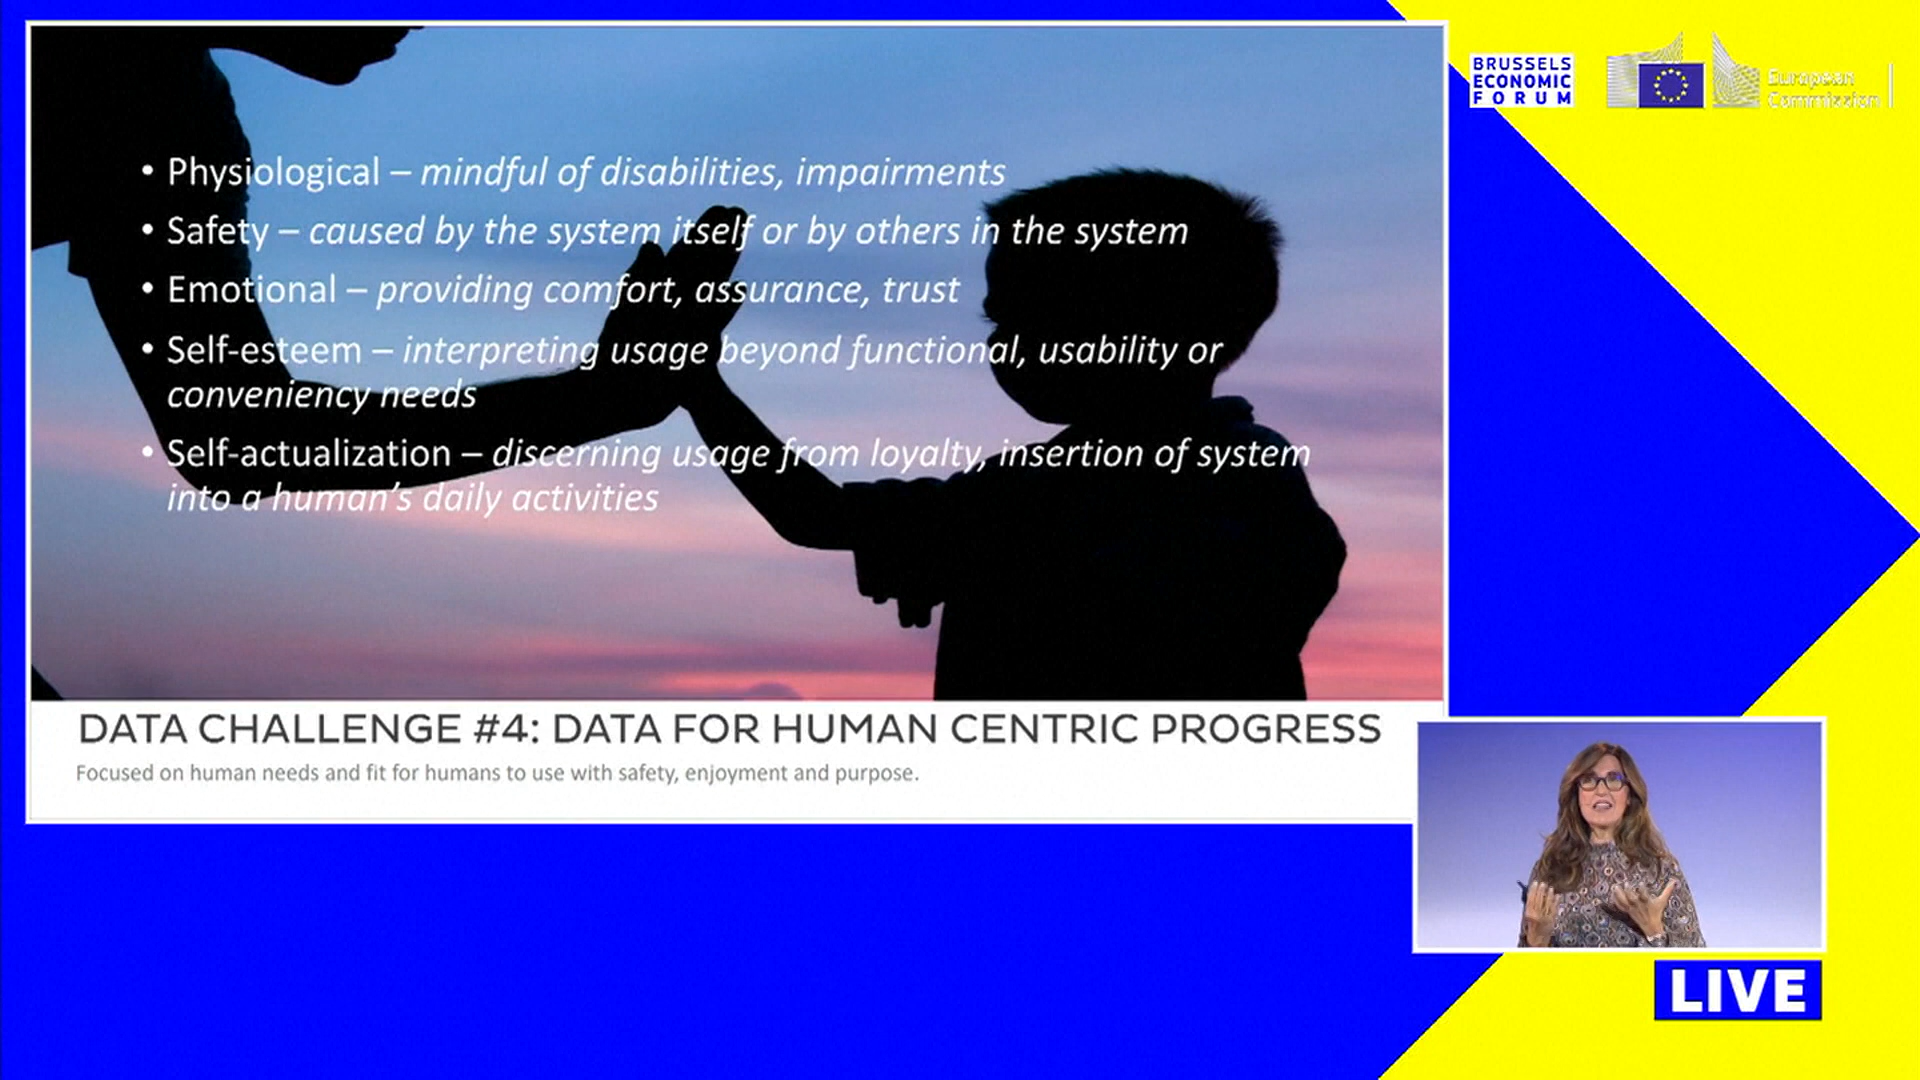 BRUSSELS
ECONOMIC
FORUM
European
Commission
• Physiological – mindful of disabilities, impairments
• Safety – caused by the system itself or by others in the system
• Emotional – providing comfort, assurance, trust
• Self-esteem – interpreting usage beyond functional, usability or
conveniency needs
• Self-actualization – discerning usage from loyalty, insertion of system
into a human's daily activities
DATA CHALLENGE #4: DATA FOR HUMAN CENTRIC PROGRESS
Focused on human needs and fit for humans to use with safety, enjoyment and purpose.
LIVE